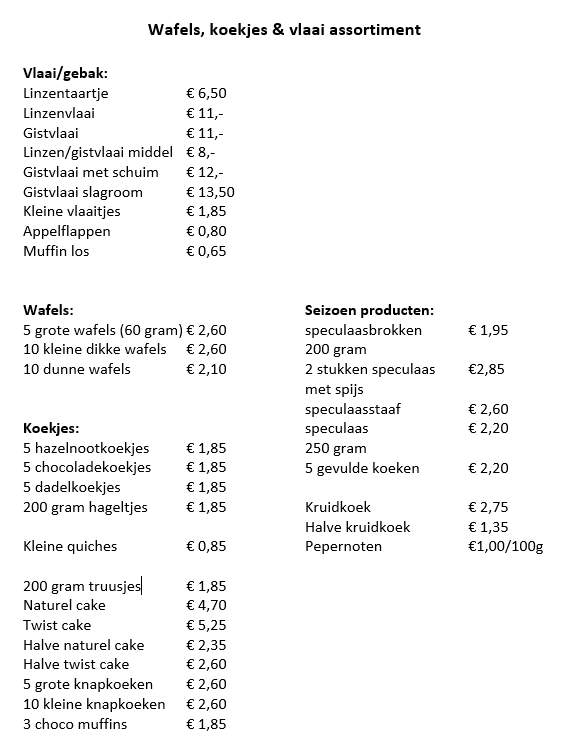 Wafels, koekjes & vlaai assortiment
Vlaai/gebak:
Linzentaartje € 6,50
Linzenvlaai € 11,-
Gistvlaai € 11,-
Linzen/gistvlaai middel € 8,-
Gistvlaai met schuim € 12,-
Gistvlaai slagroom € 13,50
Kleine vlaaitjes € 1,85
Appelflappen € 0,80
Muffin los € 0,65
Wafels:
5 grote wafels (60 gram) € 2,60
10 kleine dikke wafels € 2,60
10 dunne wafels € 2,10
Koekjes:
5 hazelnootkoekjes € 1,85
5 chocoladekoekjes € 1,85
5 dadelkoekjes € 1,85
200 gram hageltjes € 1,85
Kleine quiches € 0,85
200 gram truusjes € 1,85
Naturel cake € 4,70
Twist cake € 5,25
Halve naturel cake € 2,35
Halve twist cake € 2,60
5 grote knapkoeken € 2,60
10 kleine knapkoeken € 2,60
3 choco muffins € 1,85
Seizoen producten:
speculaasbrokken € 1,95
200 gram
2 stukken speculaas €2,85
met spijs
speculaasstaaf € 2,60
speculaas € 2,20
250 gram
5 gevulde koeken € 2,20
Kruidkoek € 2,75
Halve kruidkoek € 1,35
Pepernoten €1,00/100g